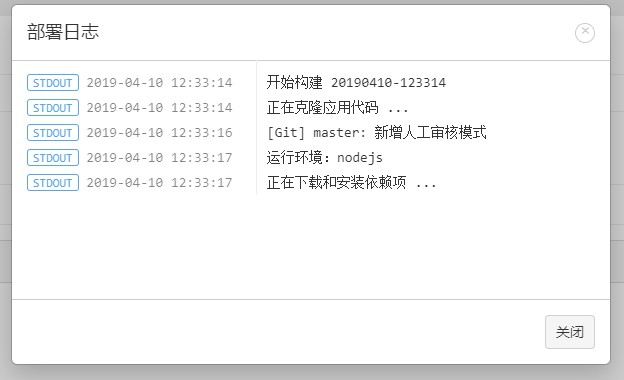 部署日志
STDOUT 2019-04-10 12:33:14 开始构建 20190410-123314
STDOUT 2019-04-10 12:33:14 正在克隆应用代码 ...
STDOUT 2019-04-10 12:33:16 [Git] master: 新增人工审核模式
STDOUT 2019-04-10 12:33:17 运行环境: nodejs
STDOUT 2019-04-10 12:33:17 正在下载和安装依赖项 ...
关闭